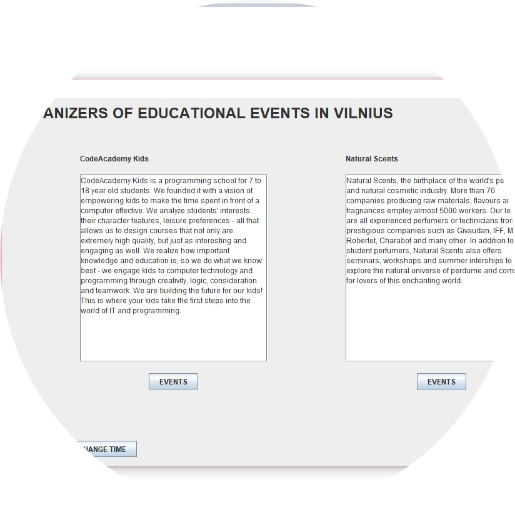 ANIZERS OF EDUCATIONAL EVENTS IN VILNIUS
CodeAcademy Kids
CodeAcademy Kids is a programming school for 7 to
18 year old students. We founded it with a vision of
empowering kids to make the time spent in front of a
computer effective. We analyze students' interests,
their character features, leisure preferences - all that
allows us to design courses that not only are
extremely high quality, but just as interesting and
engaging as well. We realize how important
knowledge and education is, so we do what we know
best - we engage kids to computer technology and
programming through creativity, logic, consideration
and teamwork. We are building the future for our kids!
This is where your kids take the first steps into the
world of IT and programming.
EVENTS
Natural Scents
Natural Scents, the birthplace of the world's pe
and natural cosmetic industry. More than 70
companies producing raw materials, flavours ar
fragnances employ almost 5000 workers. Our le
are all experienced perfumers or technicians fron
prestigious companies such as Givaudan, IFF, M
Robertet, Charabot and many other. In addition to
student perfumers, Natural Scents also offers
seminars, workshops and summer interships to
explore the natural universe of perdume and com
for lovers of this enchanting world.
EVENTS
HANGE TIME